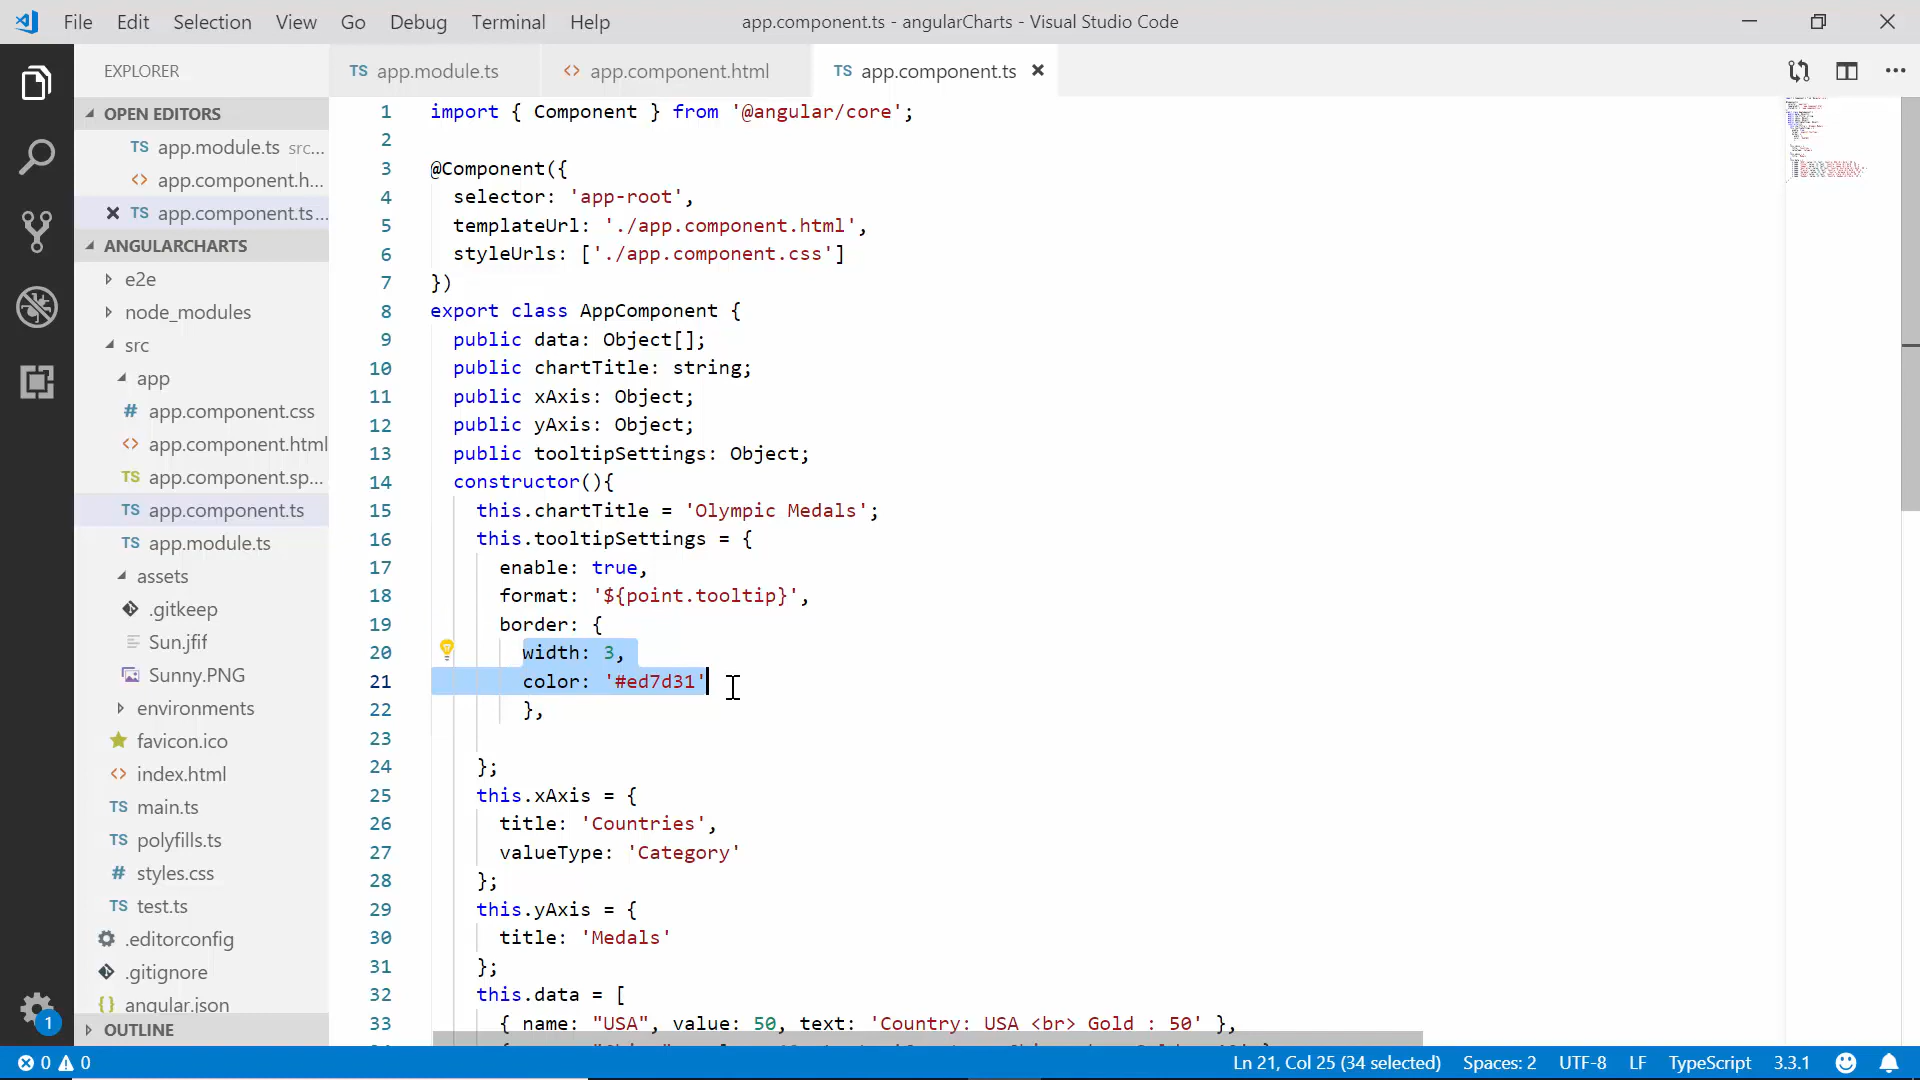 File Edit Selection View Go Debug Terminal Help
app.component.ts - angularCharts - Visual Studio Code
EXPLORER
OPEN EDITORS
TS app.module.ts src...
<> app.component.h...
TS app.component.ts...
ANGULARCHARTS
e2e
node_modules
src
app
# app.component.css
<> app.component.html
TS app.component.sp...
TS app.component.ts
TS app.module.ts
assets
.gitkeep
Sun.jfif
Sunny.PNG
environments
favicon.ico
<> index.html
TS main.ts
TS polyfills.ts
# styles.css
TS test.ts
.editorconfig
.gitignore
{} angular.json
OUTLINE
1
TS app.module.ts
<> app.component.html
TS app.component.ts
1 import { Component } from '@angular/core';
2
3 @Component({
4 selector: 'app-root',
5 templateUrl: './app.component.html',
6 styleUrls: ['./app.component.css']
7 })
8 export class AppComponent {
9 public data: Object[];
10 public chartTitle: string;
11 public xAxis: Object;
12 public yAxis: Object;
13 public tooltipSettings: Object;
14 constructor(){
15 this.chartTitle = 'Olympic Medals';
16 this.tooltipSettings = {
17 enable: true,
18 format: '${point.tooltip}',
19 border: {
20 width: 3,
21 color: '#ed7d31'
22 },
23
24 };
25 this.xAxis = {
26 title: 'Countries',
27 valueType: 'Category'
28 };
29 this.yAxis = {
30 title: 'Medals'
31 };
32 this.data = [
33 { name: "USA", value: 50, text: 'Country: USA <br> Gold : 50' },
0 0
Ln 21, Col 25 (34 selected) Spaces: 2 UTF-8 LF TypeScript 3.3.1